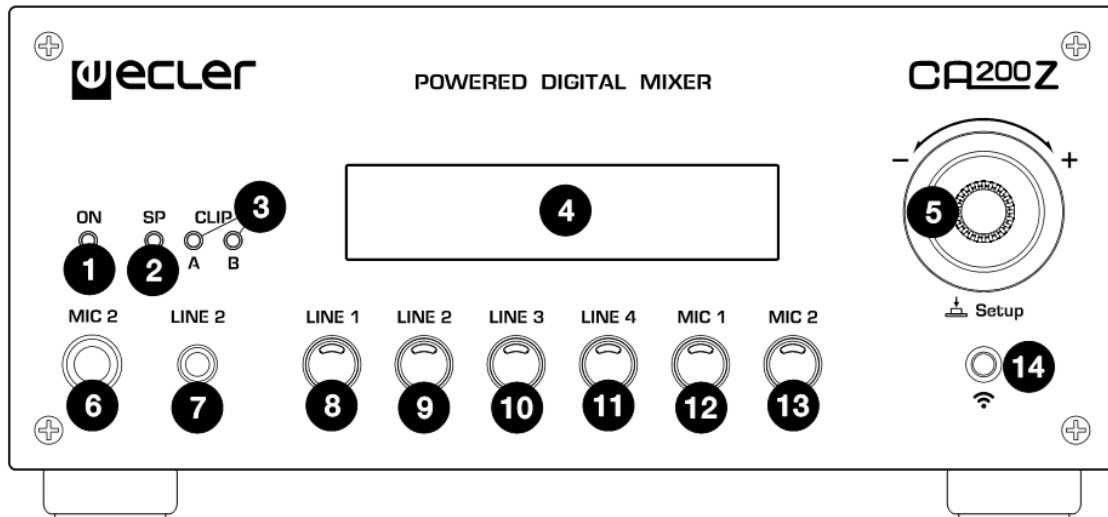 ecler
POWERED DIGITAL MIXER
CA200Z
− +
ON SP CLIP 3
4
5
1 2 A B
Setup
MIC 2 LINE 2 LINE 1 LINE 2 LINE 3 LINE 4 MIC 1 MIC 2
14
6 7 8 9 10 11 12 13